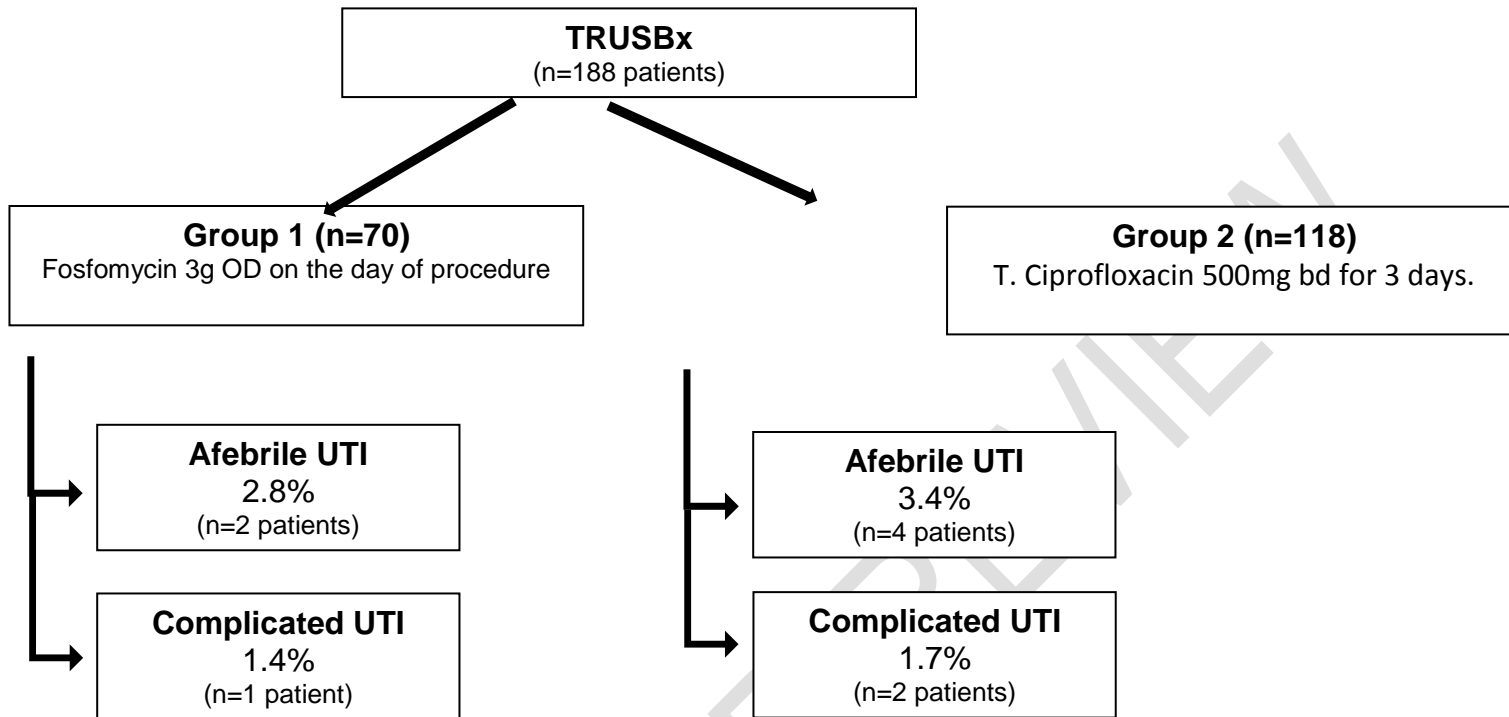 TRUSBx
(n=188 patients)
Group 1 (n=70)
Fosfomycin 3g OD on the day of procedure
Group 2 (n=118)
T. Ciprofloxacin 500mg bd for 3 days.
Afebrile UTI
2.8%
(n=2 patients)
Complicated UTI
1.4%
(n=1 patient)
Afebrile UTI
3.4%
(n=4 patients)
Complicated UTI
1.7%
(n=2 patients)
REVIEW